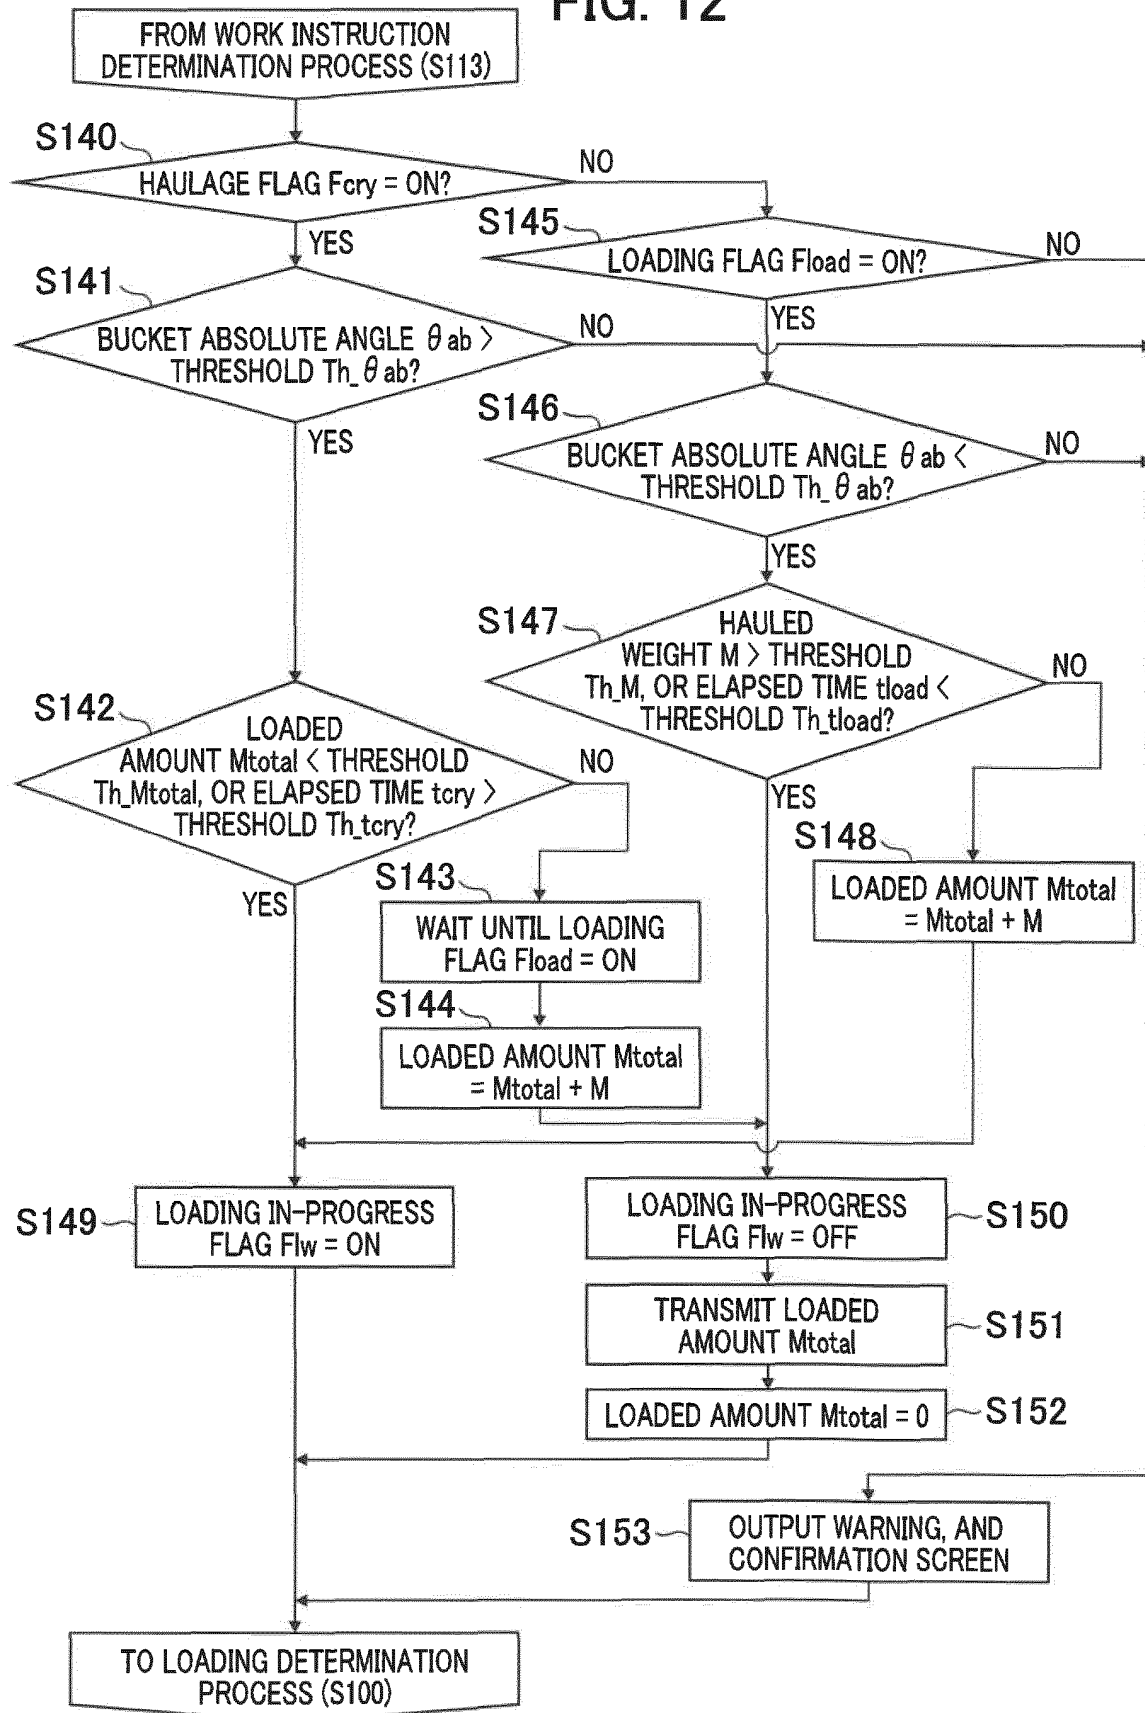 FIG. 12
FROM WORK INSTRUCTION
DETERMINATION PROCESS (S113)
S140
HAULAGE FLAG Fcry = ON?
NO
YES
S145
LOADING FLAG Fload = ON?
NO
YES
S141
BUCKET ABSOLUTE ANGLE θab >
THRESHOLD Th_θab?
NO
YES
S146
BUCKET ABSOLUTE ANGLE θab <
THRESHOLD Th_θab?
NO
YES
S147
HAULED
WEIGHT M > THRESHOLD
Th_M, OR ELAPSED TIME tload <
THRESHOLD Th_tload?
NO
YES
S142
LOADED
AMOUNT Mtotal < THRESHOLD
Th_Mtotal, OR ELAPSED TIME tcry >
THRESHOLD Th_tcry?
NO
YES
S148
LOADED AMOUNT Mtotal
= Mtotal + M
S143
WAIT UNTIL LOADING
FLAG Fload = ON
S144
LOADED AMOUNT Mtotal
= Mtotal + M
S149
LOADING IN-PROGRESS
FLAG Flw = ON
LOADING IN-PROGRESS
FLAG Flw = OFF
S150
TRANSMIT LOADED
AMOUNT Mtotal
S151
LOADED AMOUNT Mtotal = 0
S152
S153
OUTPUT WARNING, AND
CONFIRMATION SCREEN
TO LOADING DETERMINATION
PROCESS (S100)